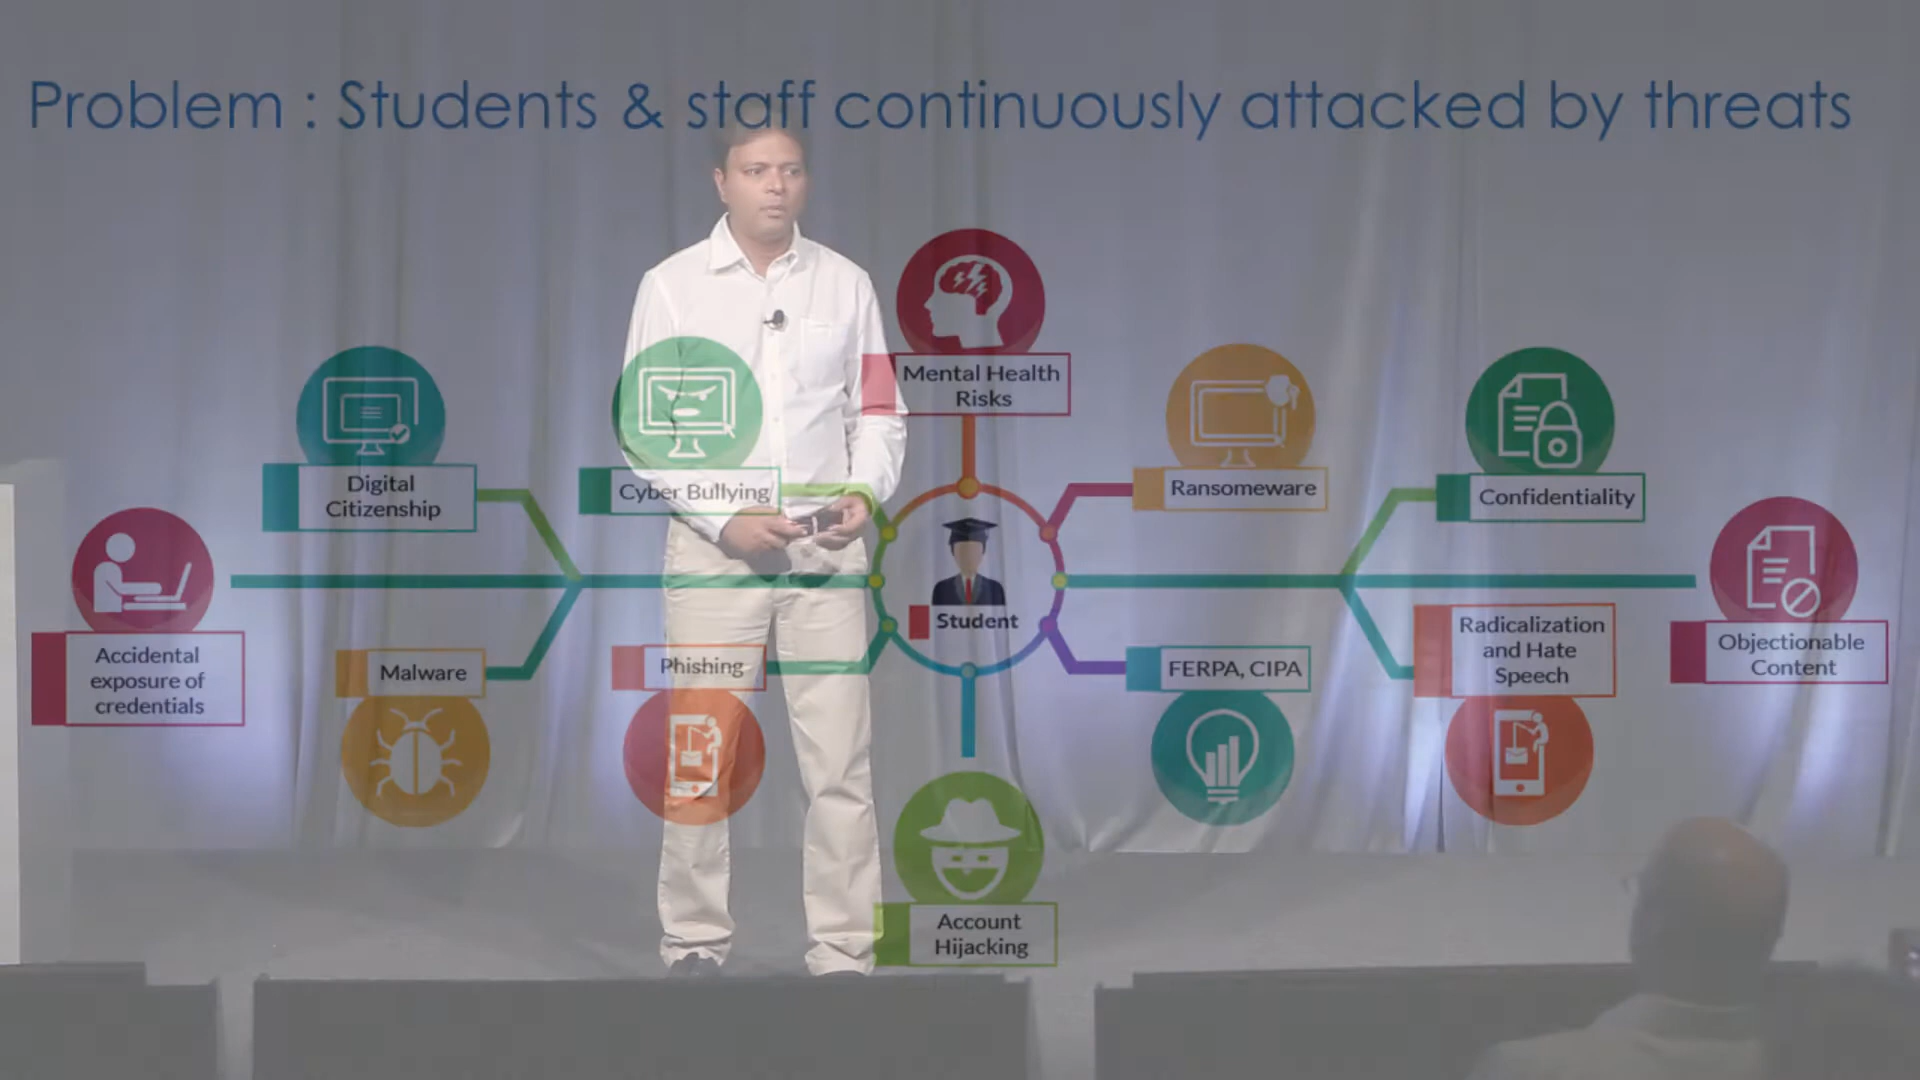 Problem : Students & staff continuously attacked by threats
Mental Health
Risks
Digital
Citizenship
Cyber Bullying
Ransomeware
Confidentiality
Accidental
exposure of
credentials
Malware
Phishing
Student
FERPA, CIPA
Radicalization
and Hate
Speech
Objectionable
Content
Account
Hijacking